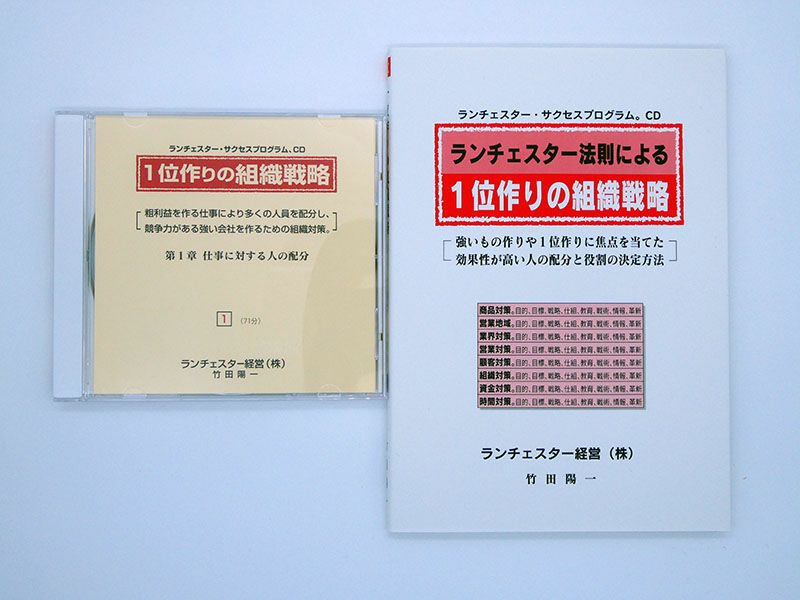 ランチェスター・サクセスプログラム、CD
1位作りの組織戦略
粗利益を作る仕事により多くの人員を配分し、
競争力がある強い会社を作るための組織対策。
第1章 仕事に対する人の配分
1 (71分)
ランチェスター経営(株)
竹田陽一
ランチェスター・サクセスプログラム。CD
ランチェスター法則による
1位作りの組織戦略
強いもの作りや1位作りに焦点を当てた
効果性が高い人の配分と役割の決定方法
商品対策。目的、目標、戦略、仕組、教育、戦術、情報、革新
営業地域。目的、目標、戦略、仕組、教育、戦術、情報、革新
業界対策。目的、目標、戦略、仕組、教育、戦術、情報、革新
営業対策。目的、目標、戦略、仕組、教育、戦術、情報、革新
顧客対策。目的、目標、戦略、仕組、教育、戦術、情報、革新
組織対策。目的、目標、戦略、仕組、教育、戦術、情報、革新
資金対策。目的、目標、戦略、仕組、教育、戦術、情報、革新
時間対策。目的、目標、戦略、仕組、教育、戦術、情報、革新
ランチェスター経営(株)
竹田陽一